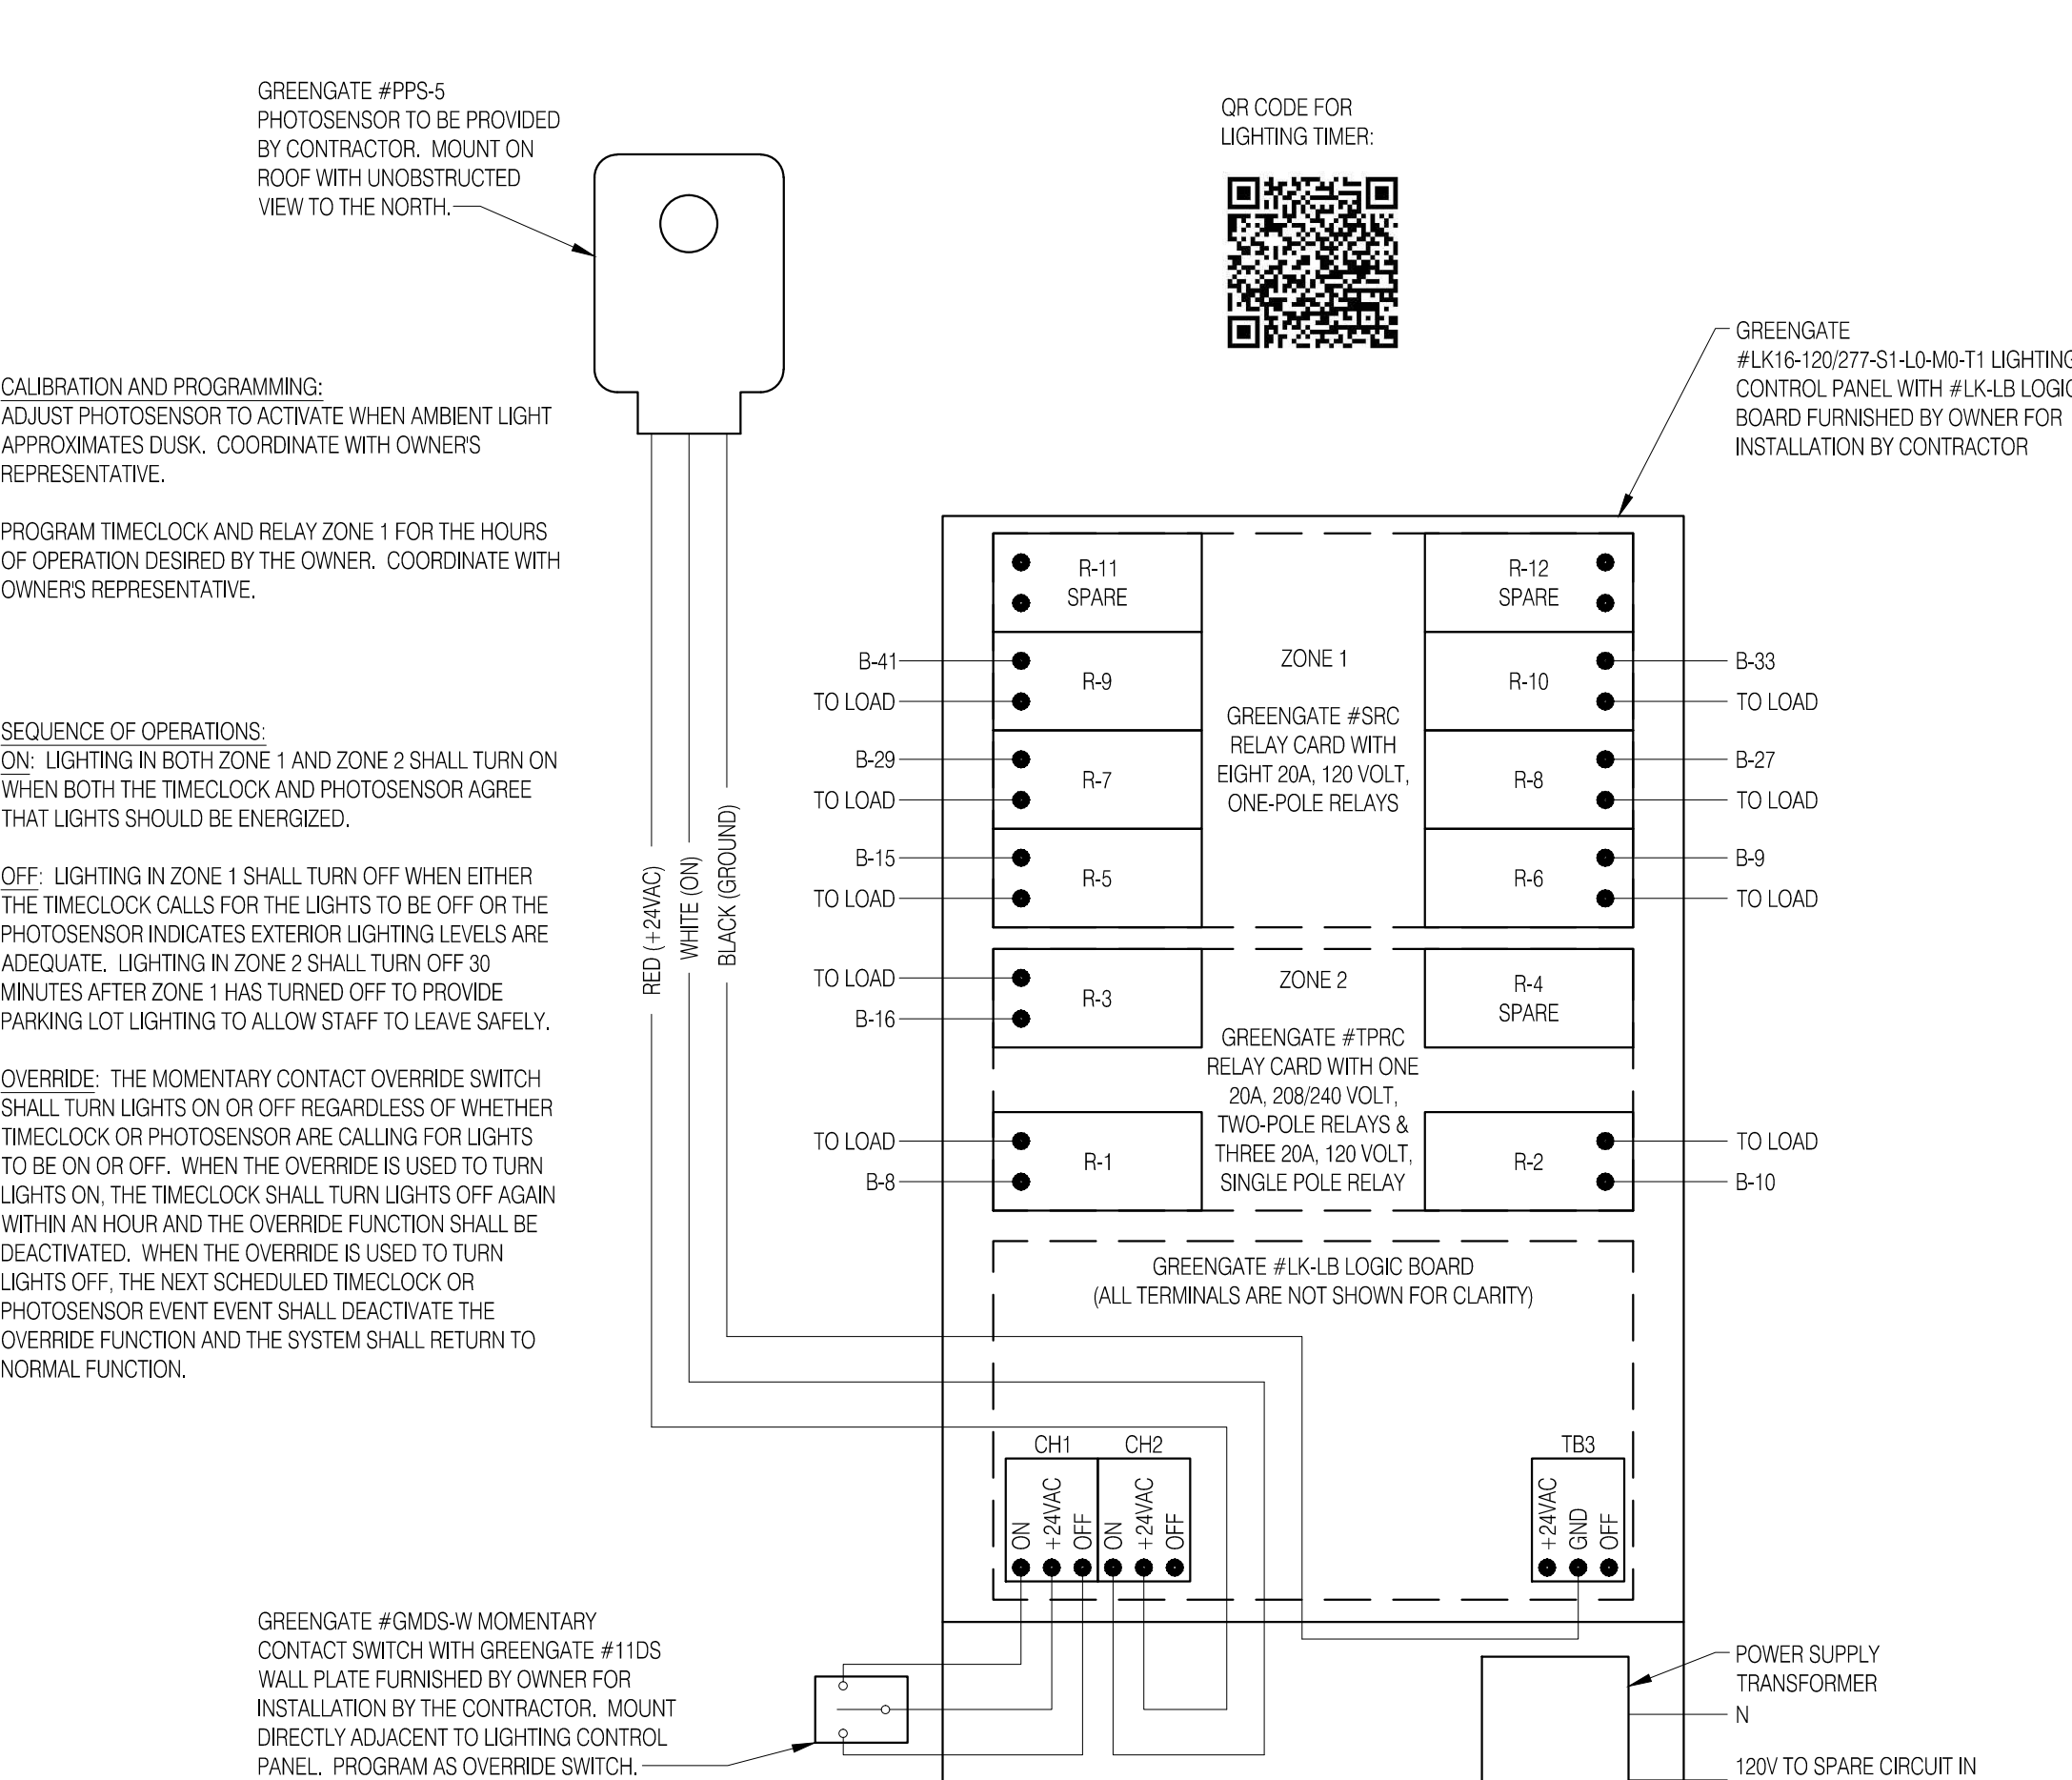 GREENGATE #PPS-5
PHOTOSENSOR TO BE PROVIDED
BY CONTRACTOR. MOUNT ON
ROOF WITH UNOBSTRUCTED
VIEW TO THE NORTH.
QR CODE FOR
LIGHTING TIMER:
GREENGATE
#LK16-120/277-S1-L0-M0-T1 LIGHTING
CONTROL PANEL WITH #LK-LB LOGIC
BOARD FURNISHED BY OWNER FOR
INSTALLATION BY CONTRACTOR
CALIBRATION AND PROGRAMMING:
ADJUST PHOTOSENSOR TO ACTIVATE WHEN AMBIENT LIGHT
APPROXIMATES DUSK. COORDINATE WITH OWNER'S
REPRESENTATIVE.
PROGRAM TIMECLOCK AND RELAY ZONE 1 FOR THE HOURS
OF OPERATION DESIRED BY THE OWNER. COORDINATE WITH
OWNER'S REPRESENTATIVE.
SEQUENCE OF OPERATIONS:
ON: LIGHTING IN BOTH ZONE 1 AND ZONE 2 SHALL TURN ON
WHEN BOTH THE TIMECLOCK AND PHOTOSENSOR AGREE
THAT LIGHTS SHOULD BE ENERGIZED.
OFF: LIGHTING IN ZONE 1 SHALL TURN OFF WHEN EITHER
THE TIMECLOCK CALLS FOR THE LIGHTS TO BE OFF OR THE
PHOTOSENSOR INDICATES EXTERIOR LIGHTING LEVELS ARE
ADEQUATE. LIGHTING IN ZONE 2 SHALL TURN OFF 30
MINUTES AFTER ZONE 1 HAS TURNED OFF TO PROVIDE
PARKING LOT LIGHTING TO ALLOW STAFF TO LEAVE SAFELY.
OVERRIDE: THE MOMENTARY CONTACT OVERRIDE SWITCH
SHALL TURN LIGHTS ON OR OFF REGARDLESS OF WHETHER
TIMECLOCK OR PHOTOSENSOR ARE CALLING FOR LIGHTS
TO BE ON OR OFF. WHEN THE OVERRIDE IS USED TO TURN
LIGHTS ON, THE TIMECLOCK SHALL TURN LIGHTS OFF AGAIN
WITHIN AN HOUR AND THE OVERRIDE FUNCTION SHALL BE
DEACTIVATED. WHEN THE OVERRIDE IS USED TO TURN
LIGHTS OFF, THE NEXT SCHEDULED TIMECLOCK OR
PHOTOSENSOR EVENT EVENT SHALL DEACTIVATE THE
OVERRIDE FUNCTION AND THE SYSTEM SHALL RETURN TO
NORMAL FUNCTION.
RED (+24VAC)
WHITE (ON)
BLACK (GROUND)
R-11
SPARE
R-12
SPARE
B-41
TO LOAD
R-9
R-10
B-33
TO LOAD
B-29
TO LOAD
R-7
R-8
B-27
TO LOAD
B-15
TO LOAD
R-5
R-6
B-9
TO LOAD
ZONE 1
GREENGATE #SRC
RELAY CARD WITH
EIGHT 20A, 120 VOLT,
ONE-POLE RELAYS
TO LOAD
B-16
R-3
R-4
SPARE
ZONE 2
GREENGATE #TPRC
RELAY CARD WITH ONE
20A, 208/240 VOLT,
TWO-POLE RELAYS &
THREE 20A, 120 VOLT,
SINGLE POLE RELAY
TO LOAD
B-8
R-1
R-2
TO LOAD
B-10
GREENGATE #LK-LB LOGIC BOARD
(ALL TERMINALS ARE NOT SHOWN FOR CLARITY)
CH1
ON
+24VAC
OFF
CH2
ON
+24VAC
OFF
TB3
+24VAC
GND
OFF
GREENGATE #GMDS-W MOMENTARY
CONTACT SWITCH WITH GREENGATE #11DS
WALL PLATE FURNISHED BY OWNER FOR
INSTALLATION BY THE CONTRACTOR. MOUNT
DIRECTLY ADJACENT TO LIGHTING CONTROL
PANEL. PROGRAM AS OVERRIDE SWITCH.
POWER SUPPLY
TRANSFORMER
N
120V TO SPARE CIRCUIT IN